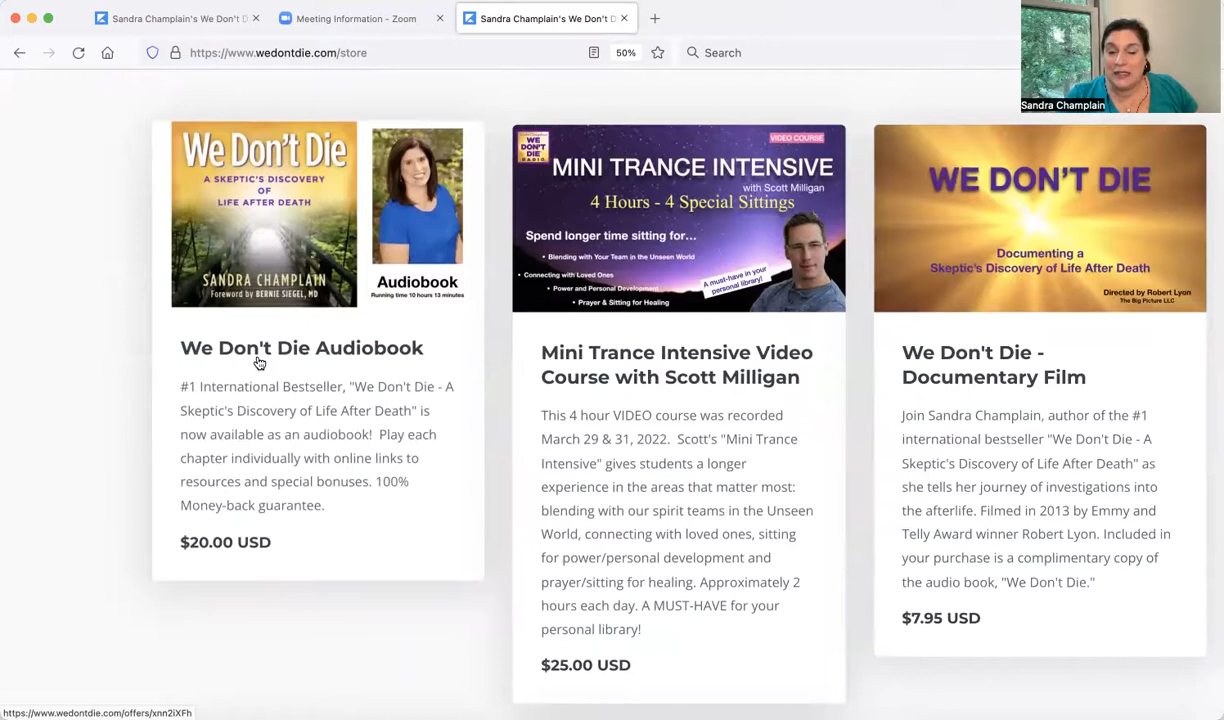 Sandra Champlain's We Don't D
Meeting Information - Zoom
Sandra Champlain's We Don't D
https://www.wedontdie.com/store
50%
Search
Sandra Champlain
We Don't Die
A SKEPTIC'S DISCOVERY
OF
LIFE AFTER DEATH
SANDRA CHAMPLAIN
Foreword by BERNIE SIEGEL, MD
Audiobook
Running time 10 hours 13 minutes
We Don't Die Audiobook
#1 International Bestseller, "We Don't Die - A
Skeptic's Discovery of Life After Death" is
now available as an audiobook!  Play each
chapter individually with online links to
resources and special bonuses. 100%
Money-back guarantee.
$20.00 USD
WE
DON'T
DIE
RADIO
VIDEO COURSE
MINI TRANCE INTENSIVE
with Scott Milligan
4 Hours - 4 Special Sittings
Spend longer time sitting for...
• Blending with Your Team in the Unseen World
• Connecting with Loved Ones
• Power and Personal Development
• Prayer & Sitting for Healing
A must-have in your
personal library!
Mini Trance Intensive Video
Course with Scott Milligan
This 4 hour VIDEO course was recorded
March 29 & 31, 2022.  Scott's "Mini Trance
Intensive" gives students a longer
experience in the areas that matter most:
blending with our spirit teams in the Unseen
World, connecting with loved ones, sitting
for power/personal development and
prayer/sitting for healing. Approximately 2
hours each day. A MUST-HAVE for your
personal library!
$25.00 USD
WE DON'T DIE
Documenting a
Skeptic's Discovery of Life After Death
Directed by Robert Lyon
The Big Picture LLC
We Don't Die -
Documentary Film
Join Sandra Champlain, author of the #1
international bestseller "We Don't Die - A
Skeptic's Discovery of Life After Death" as
she tells her journey of investigations into
the afterlife. Filmed in 2013 by Emmy and
Telly Award winner Robert Lyon. Included in
your purchase is a complimentary copy of
the audio book, "We Don't Die."
$7.95 USD
https://www.wedontdie.com/offers/xnn2iXFh